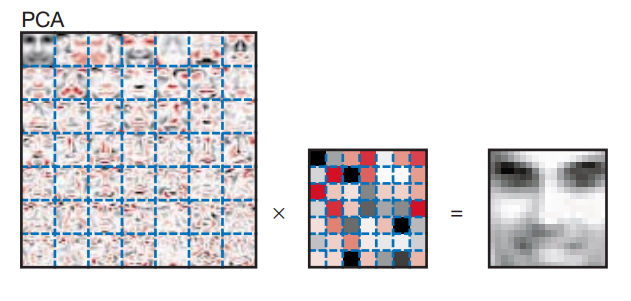 PCA
× =